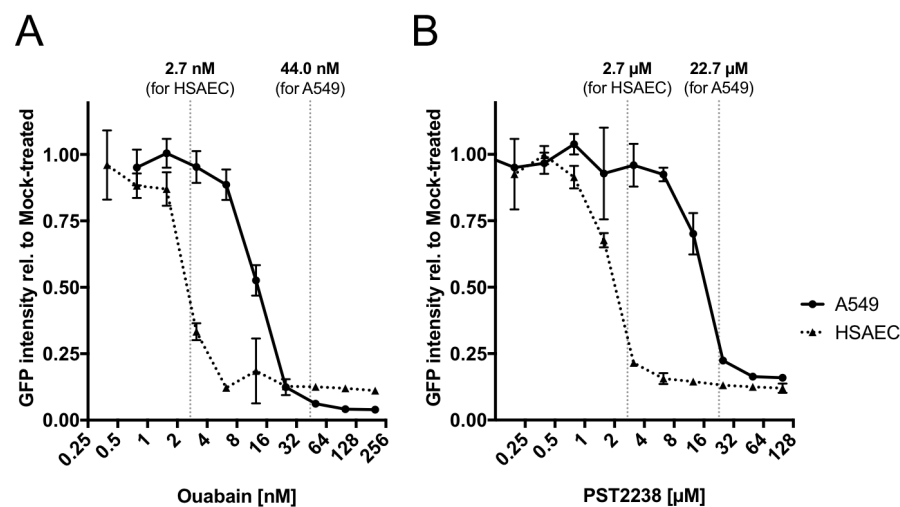 A
2.7 nM
(for HSAEC)
44.0 nM
(for A549)
GFP intensity rel. to Mock-treated
1.00
0.75
0.50
0.25
0.00
0.25
0.5
1
2
4
8
16
32
64
128
256
Ouabain [nM]
B
2.7 µM
(for HSAEC)
22.7 µM
(for A549)
GFP intensity rel. to Mock-treated
1.00
0.75
0.50
0.25
0.00
0.25
0.5
1
2
4
8
16
32
64
128
PST2238 [µM]
A549
HSAEC